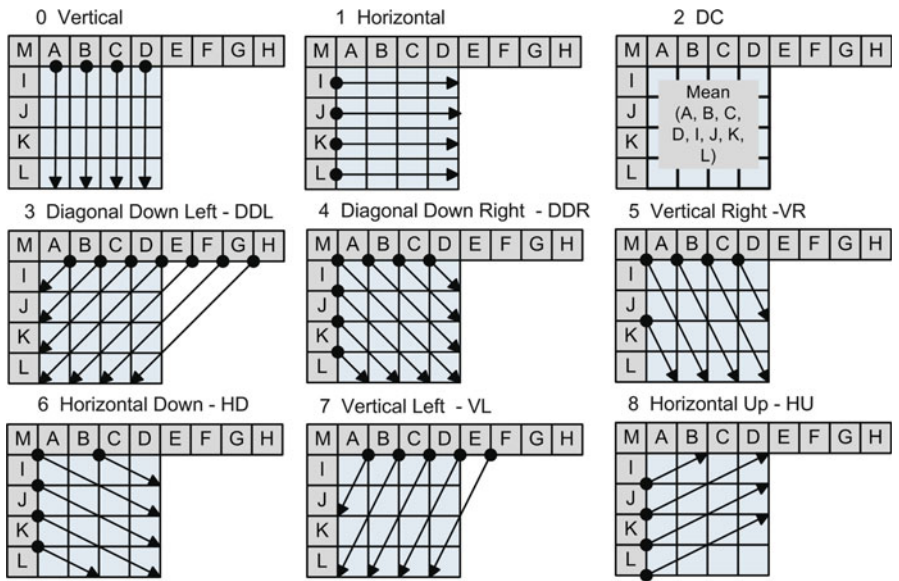 0 Vertical
M A B C D E F G H
I
J
K
L
1 Horizontal
M A B C D E F G H
I
J
K
L
2 DC
M A B C D E F G H
I
J
K
L
Mean
(A, B, C,
D, I, J, K,
L)
3 Diagonal Down Left - DDL
M A B C D E F G H
I
J
K
L
4 Diagonal Down Right - DDR
M A B C D E F G H
I
J
K
L
5 Vertical Right -VR
M A B C D E F G H
I
J
K
L
6 Horizontal Down - HD
M A B C D E F G H
I
J
K
L
7 Vertical Left - VL
M A B C D E F G H
I
J
K
L
8 Horizontal Up - HU
M A B C D E F G H
I
J
K
L